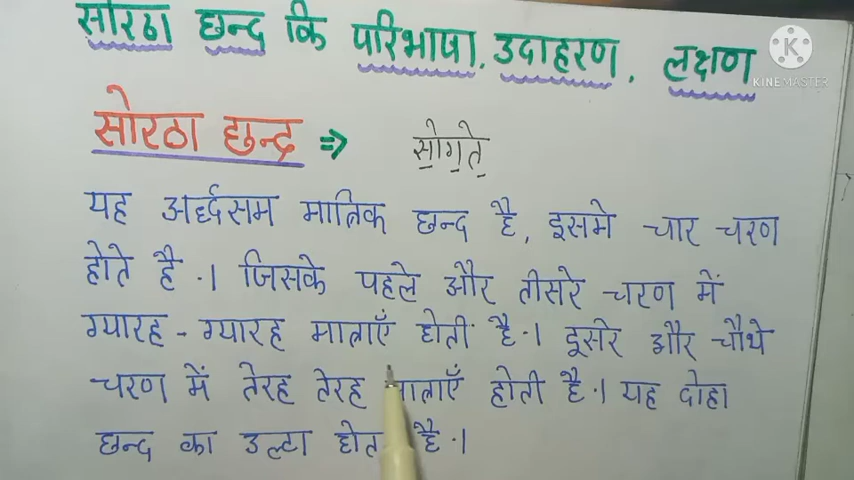 सोरठा छन्द कि परिभाषा. उदाहरण. लक्षण
KINEMASTER
सोरठा छन्द ⇒ सोगते
यह अर्द्धसम मात्रिक छन्द है, इसमे चार चरण
होते है.। जिसके पहले और तीसरे चरण में
ग्यारह - ग्यारह मात्राएँ होती है.। दूसरे और चौथे
चरण में तेरह तेरह मात्राएँ होती है.। यह दोहा
छन्द का उल्टा होता है.।